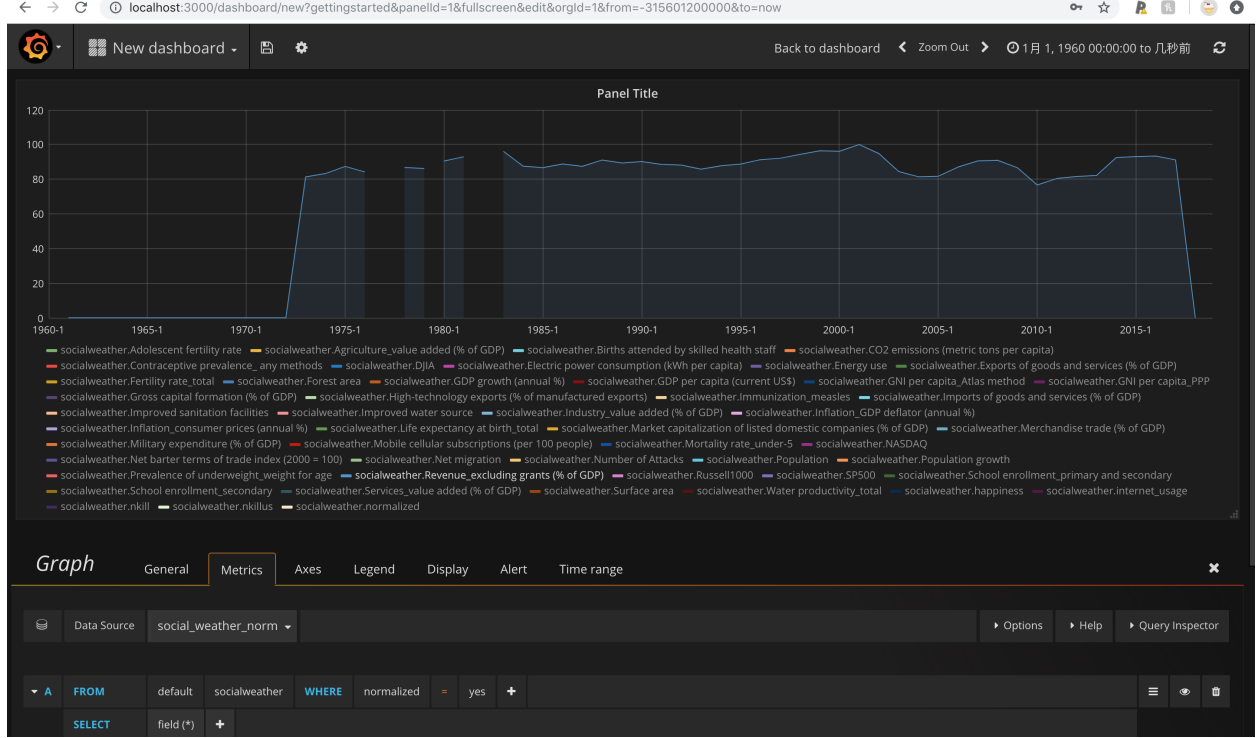 localhost:3000/dashboard/new?gettingstarted&panelId=1&fullscreen&edit&orgId=1&from=-315601200000&to=now
New dashboard Back to dashboard Zoom Out 1月 1, 1960 00:00:00 to 几秒前
Panel Title
120
100
80
60
40
20
0
1960-1 1965-1 1970-1 1975-1 1980-1 1985-1 1990-1 1995-1 2000-1 2005-1 2010-1 2015-1
socialweather.Adolescent fertility rate socialweather.Agriculture_value added (% of GDP) socialweather.Births attended by skilled health staff socialweather.CO2 emissions (metric tons per capita)
socialweather.Contraceptive prevalence_ any methods socialweather.DJIA socialweather.Electric power consumption (kWh per capita) socialweather.Energy use socialweather.Exports of goods and services (% of GDP)
socialweather.Fertility rate_total socialweather.Forest area socialweather.GDP growth (annual %) socialweather.GDP per capita (current US$) socialweather.GNI per capita_Atlas method socialweather.GNI per capita_PPP
socialweather.Gross capital formation (% of GDP) socialweather.High-technology exports (% of manufactured exports) socialweather.Immunization_measles socialweather.Imports of goods and services (% of GDP)
socialweather.Improved sanitation facilities socialweather.Improved water source socialweather.Industry_value added (% of GDP) socialweather.Inflation_GDP deflator (annual %)
socialweather.Inflation_consumer prices (annual %) socialweather.Life expectancy at birth_total socialweather.Market capitalization of listed domestic companies (% of GDP) socialweather.Merchandise trade (% of GDP)
socialweather.Military expenditure (% of GDP) socialweather.Mobile cellular subscriptions (per 100 people) socialweather.Mortality rate_under-5 socialweather.NASDAQ
socialweather.Net barter terms of trade index (2000 = 100) socialweather.Net migration socialweather.Number of Attacks socialweather.Population socialweather.Population growth
socialweather.Prevalence of underweight_weight for age socialweather.Revenue_excluding grants (% of GDP) socialweather.Russell1000 socialweather.SP500 socialweather.School enrollment_primary and secondary
socialweather.School enrollment_secondary socialweather.Services_value added (% of GDP) socialweather.Surface area socialweather.Water productivity_total socialweather.happiness socialweather.internet_usage
socialweather.nkill socialweather.nkillus socialweather.normalized
Graph General Metrics Axes Legend Display Alert Time range
Data Source social_weather_norm Options Help Query Inspector
A FROM default socialweather WHERE normalized = yes +
SELECT field (*) +